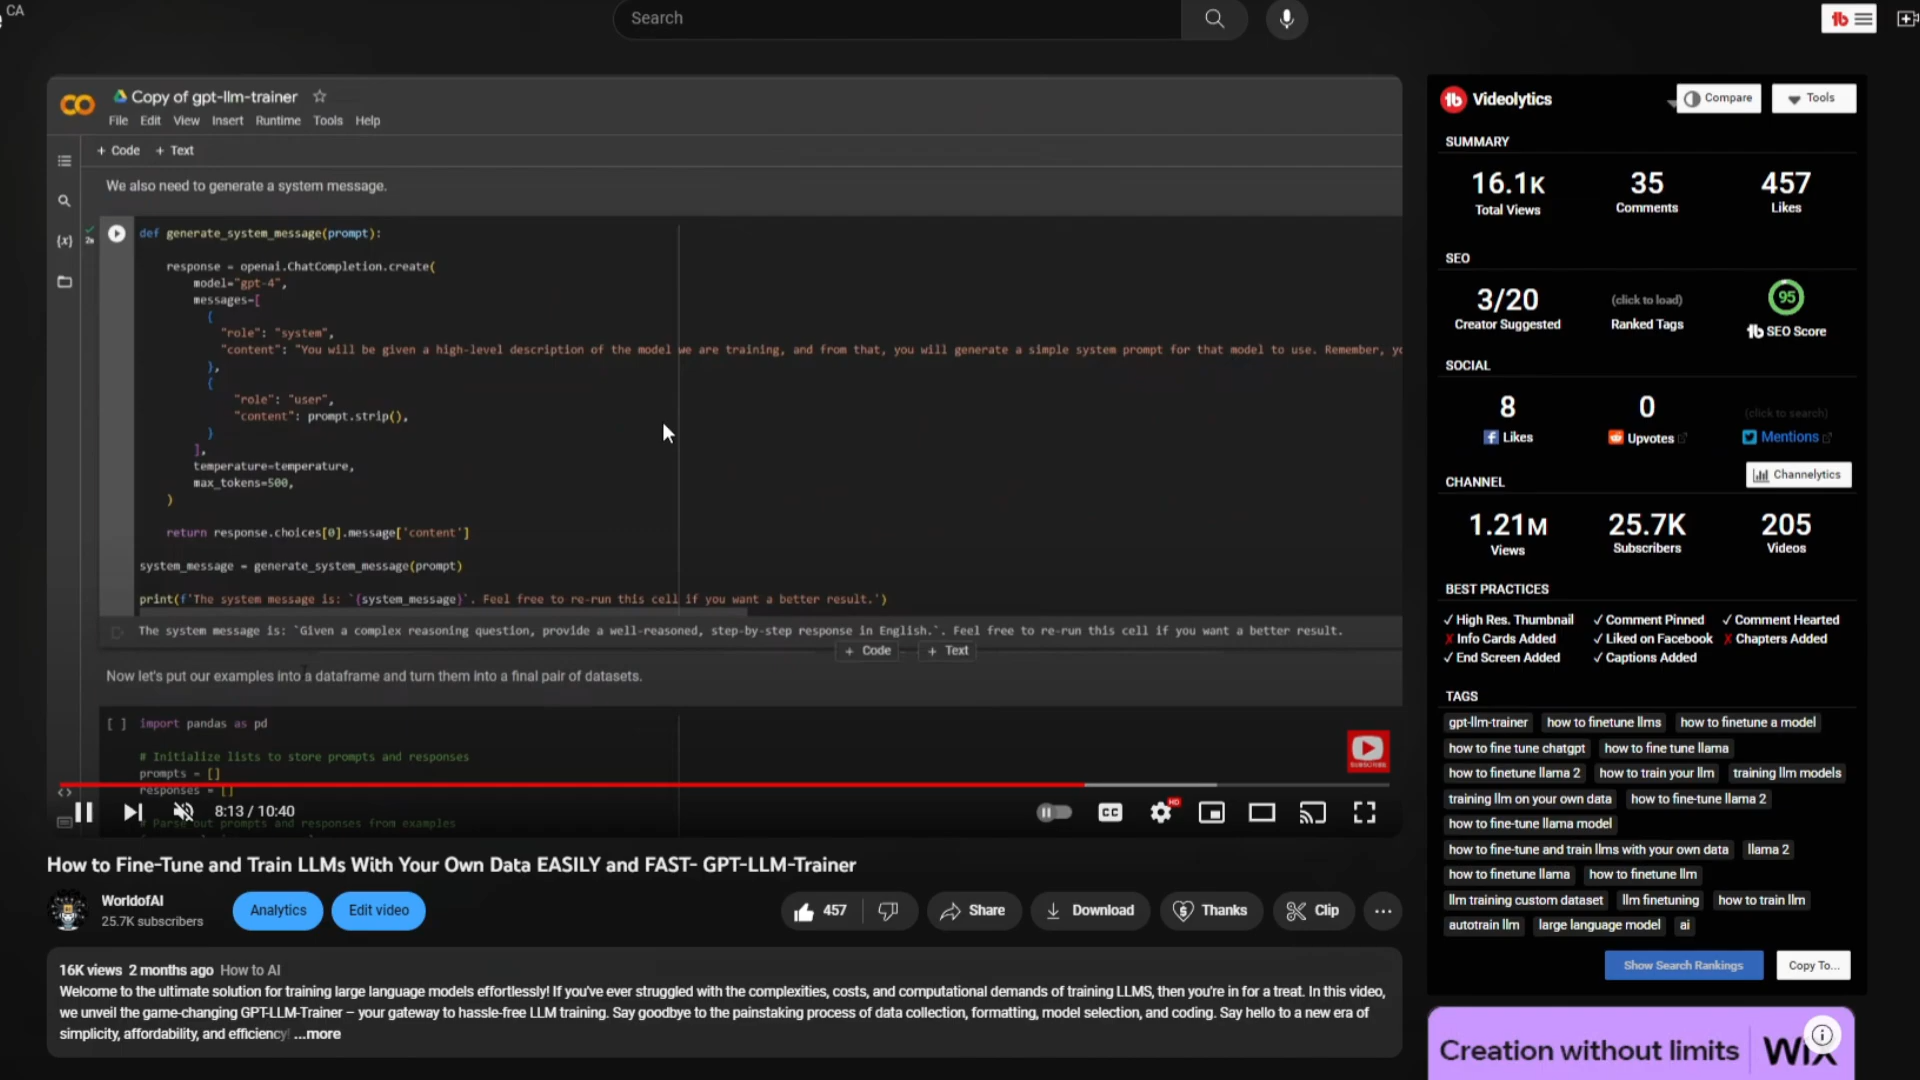 CA
Search
Copy of gpt-llm-trainer
File Edit View Insert Runtime Tools Help
+ Code + Text
We also need to generate a system message.
def generate_system_message(prompt):
response = openai.ChatCompletion.create(
model="gpt-4",
messages=[
{
"role": "system",
"content": "You will be given a high-level description of the model we are training, and from that, you will generate a simple system prompt for that model to use. Remember,
},
{
"role": "user",
"content": prompt.strip(),
}
],
temperature=temperature,
max_tokens=500,
)
return response.choices[0].message['content']
system_message = generate_system_message(prompt)
print(f'The system message is: `{system_message}`. Feel free to re-run this cell if you want a better result.')
The system message is: `Given a complex reasoning question, provide a well-reasoned, step-by-step response in English.`. Feel free to re-run this cell if you want a better result.
+ Code + Text
Now let's put our examples into a dataframe and turn them into a final pair of datasets.
[ ] import pandas as pd
# Initialize lists to store prompts and responses
prompts = []
responses = []
# Parse out prompts and responses from examples
8:13 / 10:40
CC
HD
How to Fine-Tune and Train LLMs With Your Own Data EASILY and FAST- GPT-LLM-Trainer
WorldofAI
25.7K subscribers
Analytics
Edit video
457
Share
Download
Thanks
Clip
16K views 2 months ago How to AI
Welcome to the ultimate solution for training large language models effortlessly! If you've ever struggled with the complexities, costs, and computational demands of training LLMS, then you're in for a treat. In this video,
we unveil the game-changing GPT-LLM-Trainer – your gateway to hassle-free LLM training. Say goodbye to the painstaking process of data collection, formatting, model selection, and coding. Say hello to a new era of
simplicity, affordability, and efficiency! ...more
Videolytics
Compare
Tools
SUMMARY
16.1K 35 457
Total Views Comments Likes
SEO
3/20 (click to load) 95
Creator Suggested Ranked Tags SEO Score
SOCIAL
8 0 (click to search)
Likes Upvotes Mentions
CHANNEL
Channelytics
1.21M 25.7K 205
Views Subscribers Videos
BEST PRACTICES
✓ High Res. Thumbnail ✓ Comment Pinned ✓ Comment Hearted
✗ Info Cards Added ✓ Liked on Facebook ✗ Chapters Added
✓ End Screen Added ✓ Captions Added
TAGS
gpt-llm-trainer how to finetune llms how to finetune a model
how to fine tune chatgpt how to fine tune llama
how to finetune llama 2 how to train your llm training llm models
training llm on your own data how to fine-tune llama 2
how to fine-tune llama model
how to fine-tune and train llms with your own data llama 2
how to finetune llama how to finetune llm
llm training custom dataset llm finetuning how to train llm
autotrain llm large language model ai
Show Search Rankings
Copy To...
Creation without limits WiX